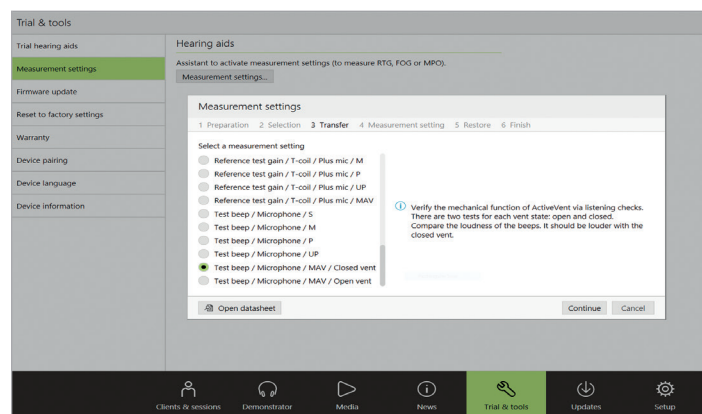 Trial & tools
Trial hearing aids
Measurement settings
Firmware update
Reset to factory settings
Warranty
Device pairing
Device language
Device information
Hearing aids
Assistant to activate measurement settings (to measure RTG, FOG or MPO).
Measurement settings...
Measurement settings
1 Preparation 2 Selection 3 Transfer 4 Measurement setting 5 Restore 6 Finish
Select a measurement setting
Reference test gain / T-coil / Plus mic / M
Reference test gain / T-coil / Plus mic / P
Reference test gain / T-coil / Plus mic / UP
Reference test gain / T-coil / Plus mic / MAV
Test beep / Microphone / S
Test beep / Microphone / M
Test beep / Microphone / P
Test beep / Microphone / UP
Test beep / Microphone / MAV / Closed vent
Test beep / Microphone / MAV / Open vent
Verify the mechanical function of ActiveVent via listening checks.
There are two tests for each vent state: open and closed.
Compare the loudness of the beeps. It should be louder with the
closed vent.
Open datasheet
Continue Cancel
Clients & sessions Demonstrator Media News Trial & tools Updates Setup